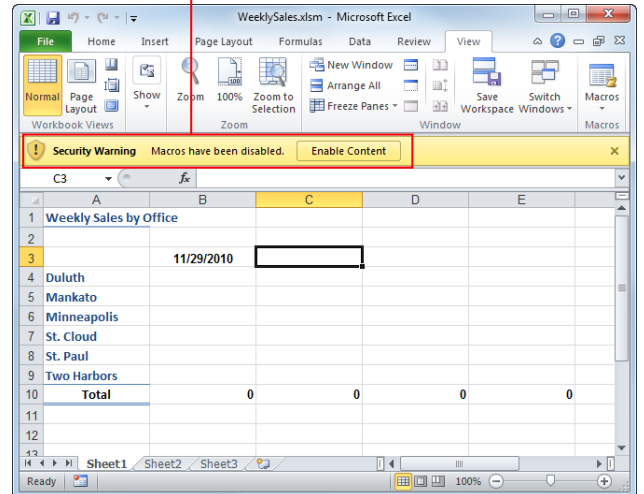 WeeklySales.xlsm - Microsoft Excel
File Home Insert Page Layout Formulas Data Review View
Normal Page Layout Show Zoom 100% Zoom to Selection New Window Arrange All Freeze Panes Save Workspace Switch Windows Macros
Workbook Views Zoom Window Macros
Security Warning Macros have been disabled. Enable Content
C3 fx
A B C D E
1 Weekly Sales by Office
2
3 11/29/2010
4 Duluth
5 Mankato
6 Minneapolis
7 St. Cloud
8 St. Paul
9 Two Harbors
10 Total 0 0 0 0
11
12
13
Sheet1 Sheet2 Sheet3
Ready 100%